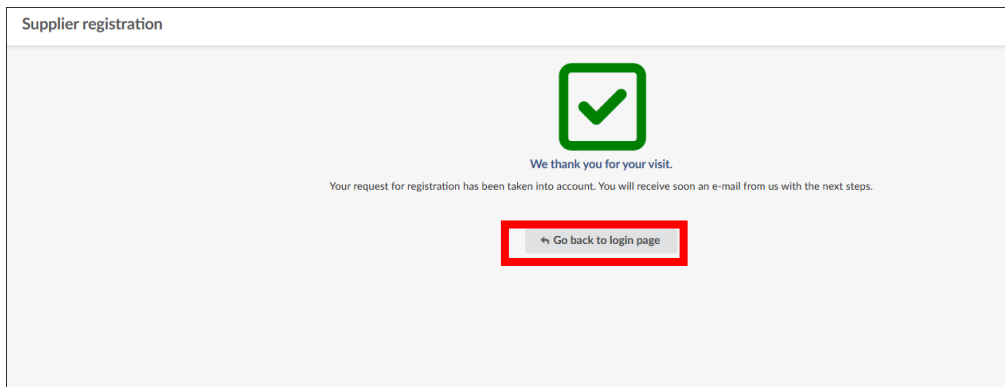 Supplier registration
We thank you for your visit.
Your request for registration has been taken into account. You will receive soon an e-mail from us with the next steps.
Go back to login page